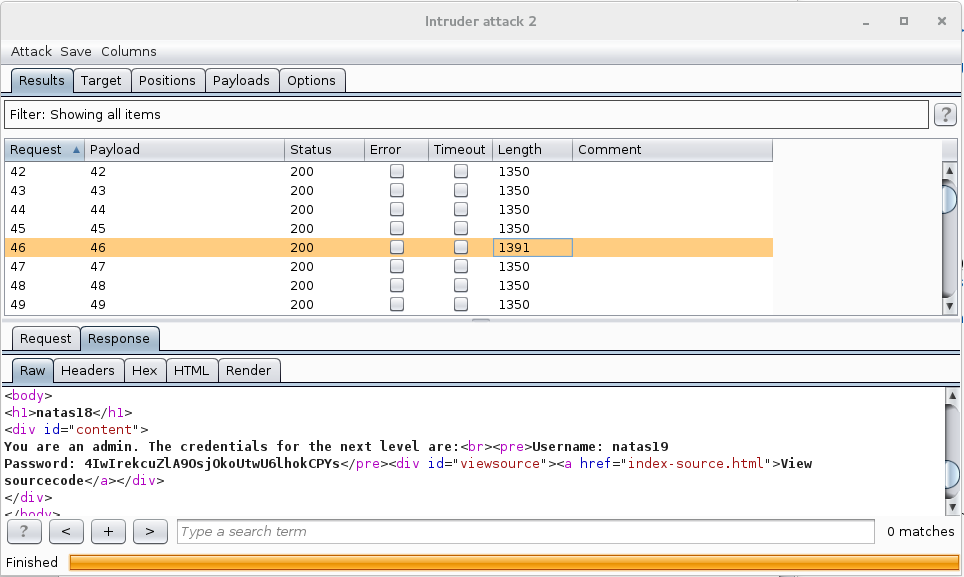 Intruder attack 2
Attack Save Columns
Results Target Positions Payloads Options
Filter: Showing all items ?
Request Payload Status Error Timeout Length Comment
42 42 200 1350
43 43 200 1350
44 44 200 1350
45 45 200 1350
46 46 200 1391
47 47 200 1350
48 48 200 1350
49 49 200 1350
Request Response
Raw Headers Hex HTML Render
<body>
<h1>natas18</h1>
<div id="content">
You are an admin. The credentials for the next level are:<br><pre>Username: natas19
Password: 4IwIrekcuZlA9OsjOkoUtwU6lhokCPYs</pre><div id="viewsource"><a href="index-source.html">View
sourcecode</a></div>
</div>
</body>
? < + > Type a search term 0 matches
Finished